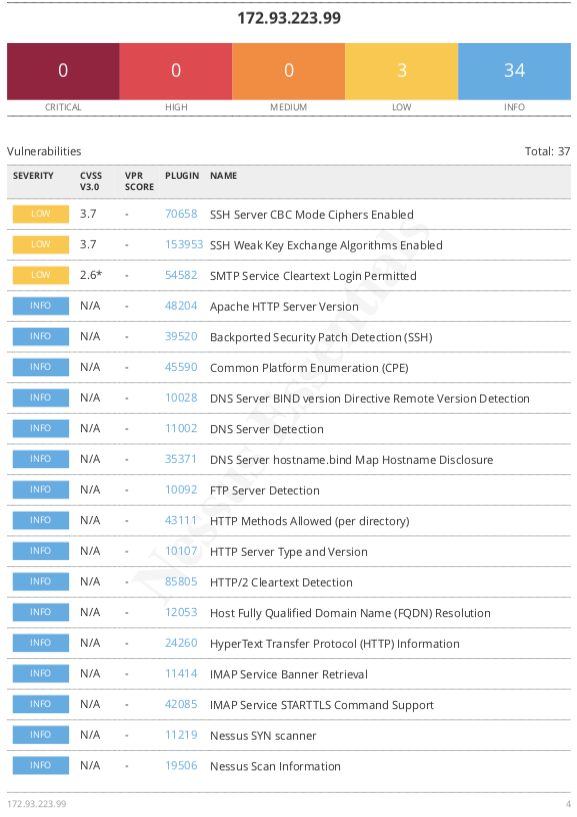 172.93.223.99
0 0 0 3 34
CRITICAL HIGH MEDIUM LOW INFO
Vulnerabilities Total: 37
SEVERITY CVSS V3.0 VPR SCORE PLUGIN NAME
LOW 3.7 - 70658 SSH Server CBC Mode Ciphers Enabled
LOW 3.7 - 153953 SSH Weak Key Exchange Algorithms Enabled
LOW 2.6* - 54582 SMTP Service Cleartext Login Permitted
INFO N/A - 48204 Apache HTTP Server Version
INFO N/A - 39520 Backported Security Patch Detection (SSH)
INFO N/A - 45590 Common Platform Enumeration (CPE)
INFO N/A - 10028 DNS Server BIND version Directive Remote Version Detection
INFO N/A - 11002 DNS Server Detection
INFO N/A - 35371 DNS Server hostname.bind Map Hostname Disclosure
INFO N/A - 10092 FTP Server Detection
INFO N/A - 43111 HTTP Methods Allowed (per directory)
INFO N/A - 10107 HTTP Server Type and Version
INFO N/A - 85805 HTTP/2 Cleartext Detection
INFO N/A - 12053 Host Fully Qualified Domain Name (FQDN) Resolution
INFO N/A - 24260 HyperText Transfer Protocol (HTTP) Information
INFO N/A - 11414 IMAP Service Banner Retrieval
INFO N/A - 42085 IMAP Service STARTTLS Command Support
INFO N/A - 11219 Nessus SYN scanner
INFO N/A - 19506 Nessus Scan Information
Nessus Essentials
172.93.223.99 4